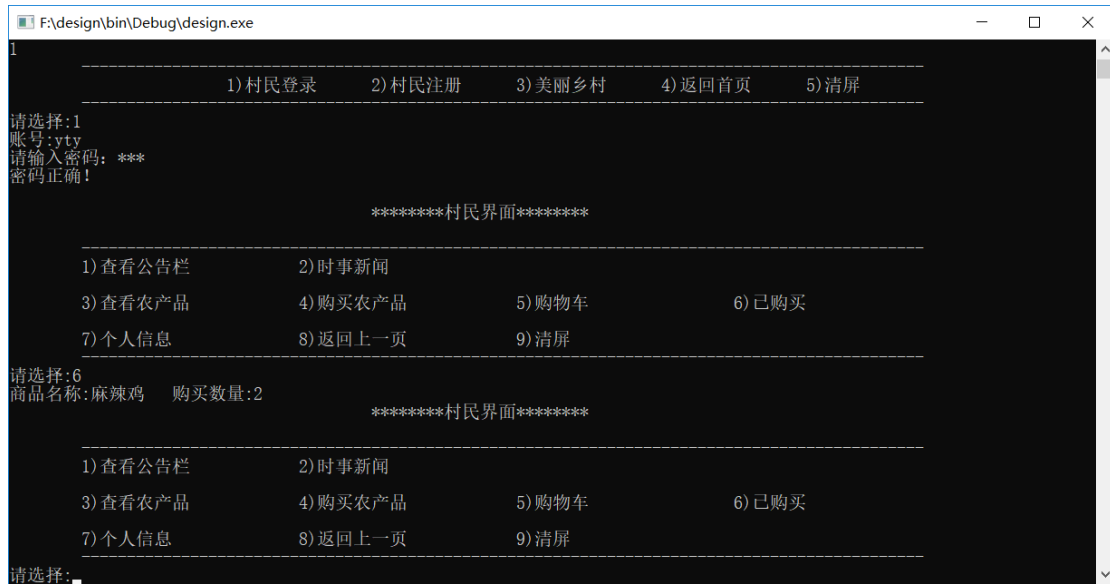 F:\design\bin\Debug\design.exe
1
1)村民登录 2)村民注册 3)美丽乡村 4)返回首页 5)清屏
请选择:1
账号:yty
请输入密码：***
密码正确！
********村民界面********
1)查看公告栏 2)时事新闻
3)查看农产品 4)购买农产品 5)购物车 6)已购买
7)个人信息 8)返回上一页 9)清屏
请选择:6
商品名称:麻辣鸡 购买数量:2
********村民界面********
1)查看公告栏 2)时事新闻
3)查看农产品 4)购买农产品 5)购物车 6)已购买
7)个人信息 8)返回上一页 9)清屏
请选择: